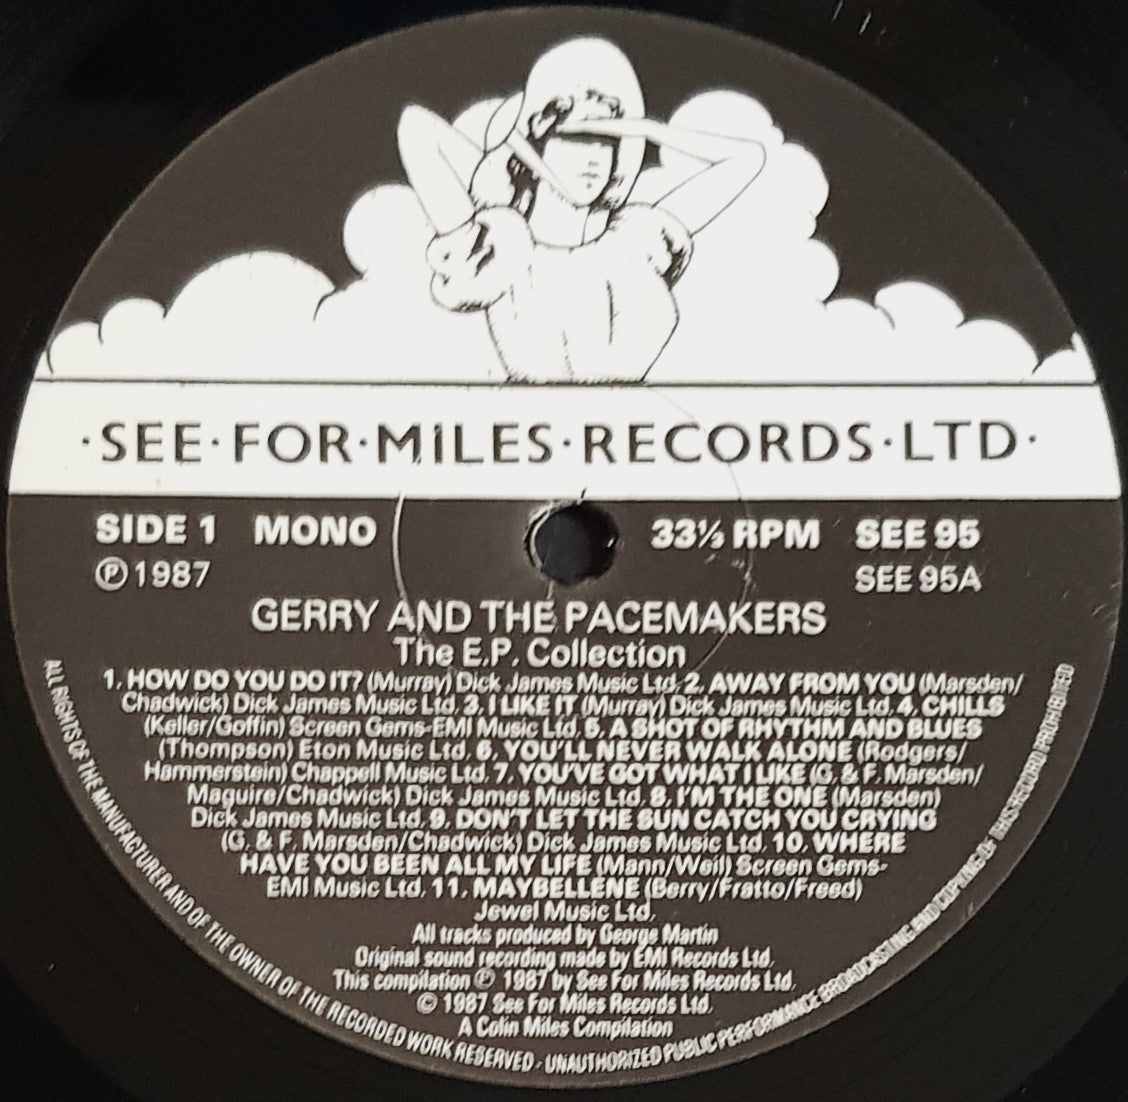 ·SEE·FOR·MiLES·RECORDS·LTD·
SIDE 1 MONO 33⅓ RPM SEE 95
Ⓟ 1987 SEE 95A
GERRY AND THE PACEMAKERS
The E.P. Collection
1. HOW DO YOU DO IT? (Murray) Dick James Music Ltd. 2. AWAY FROM YOU (Marsden/
Chadwick) Dick James Music Ltd. 3. I LIKE IT (Murray) Dick James Music Ltd. 4. CHILLS
(Keller/Goffin) Screen Gems-EMI Music Ltd. 5. A SHOT OF RHYTHM AND BLUES
(Thompson) Eton Music Ltd. 6. YOU'LL NEVER WALK ALONE (Rodgers/
Hammerstein) Chappell Music Ltd. 7. YOU'VE GOT WHAT I LIKE (G. & F. Marsden/
Maguire/Chadwick) Dick James Music Ltd. 8. I'M THE ONE (Marsden)
Dick James Music Ltd. 9. DON'T LET THE SUN CATCH YOU CRYING
(G. & F. Marsden/Chadwick) Dick James Music Ltd. 10. WHERE
HAVE YOU BEEN ALL MY LIFE (Mann/Weil) Screen Gems-
EMI Music Ltd. 11. MAYBELLENE (Berry/Fratto/Freed)
Jewel Music Ltd.
All tracks produced by George Martin
Original sound recording made by EMI Records Ltd.
This compilation Ⓟ 1987 by See For Miles Records Ltd.
© 1987 See For Miles Records Ltd.
A Colin Miles Compilation
ALL RIGHTS OF THE MANUFACTURER AND OF THE OWNER OF THE RECORDED WORK RESERVED - UNAUTHORIZED PUBLIC PERFORMANCE BROADCASTING AND COPYING OF THIS RECORD PROHIBITED